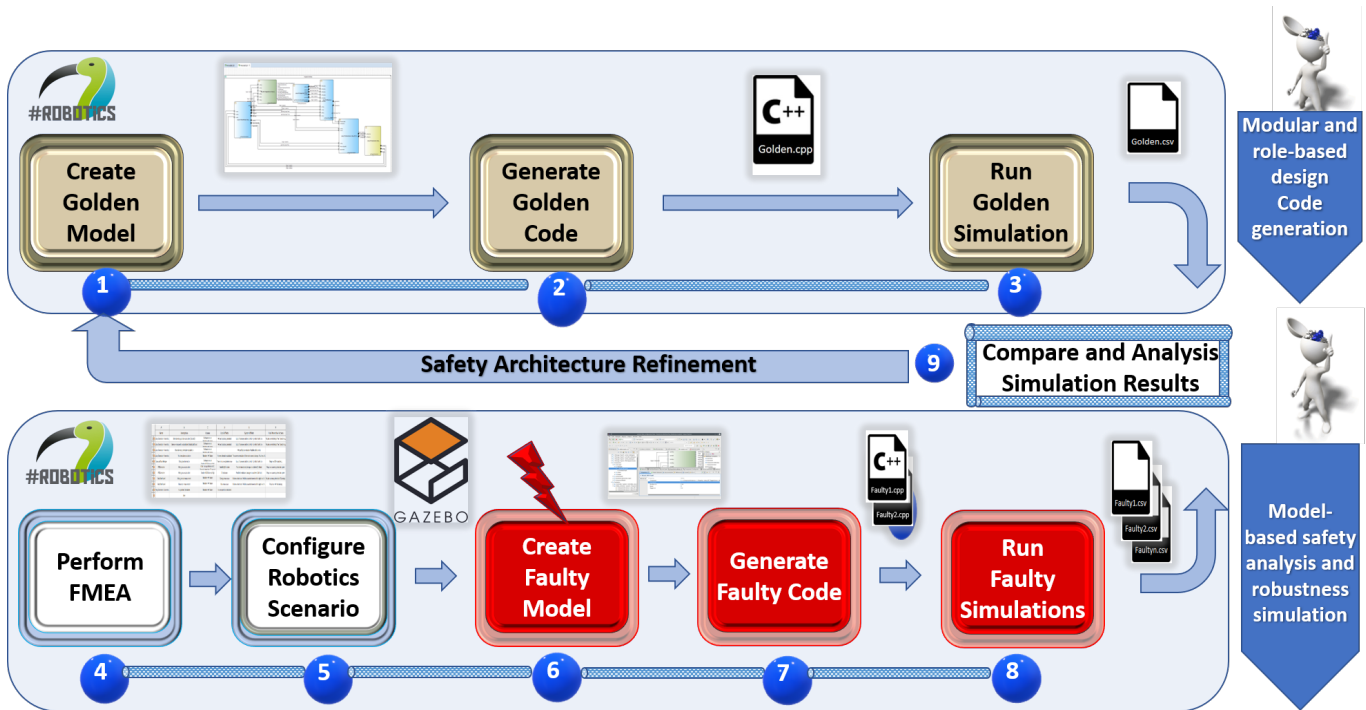 #ROBOTICS
C++
Golden.cpp
Golden.csv
Create
Golden
Model
Generate
Golden
Code
Run
Golden
Simulation
Modular and
role-based
design
Code
generation
1
2
3
Safety Architecture Refinement
9
Compare and Analysis
Simulation Results
#ROBOTICS
GAZEBO
C++
Faulty1.cpp
Faulty2.cpp
Faulty1.csv
Faulty2.csv
Faultyn.csv
Perform
FMEA
Configure
Robotics
Scenario
Create
Faulty
Model
Generate
Faulty Code
Run
Faulty
Simulations
Model-
based safety
analysis and
robustness
simulation
4
5
6
7
8